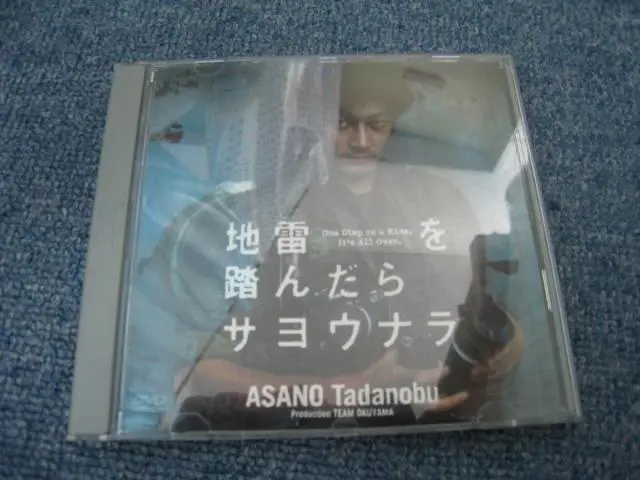 地雷を
One Step on a Mine,
It's All Over.
踏んだら
サヨウナラ
ASANO Tadanobu
Production TEAM OKUYAMA
DVD